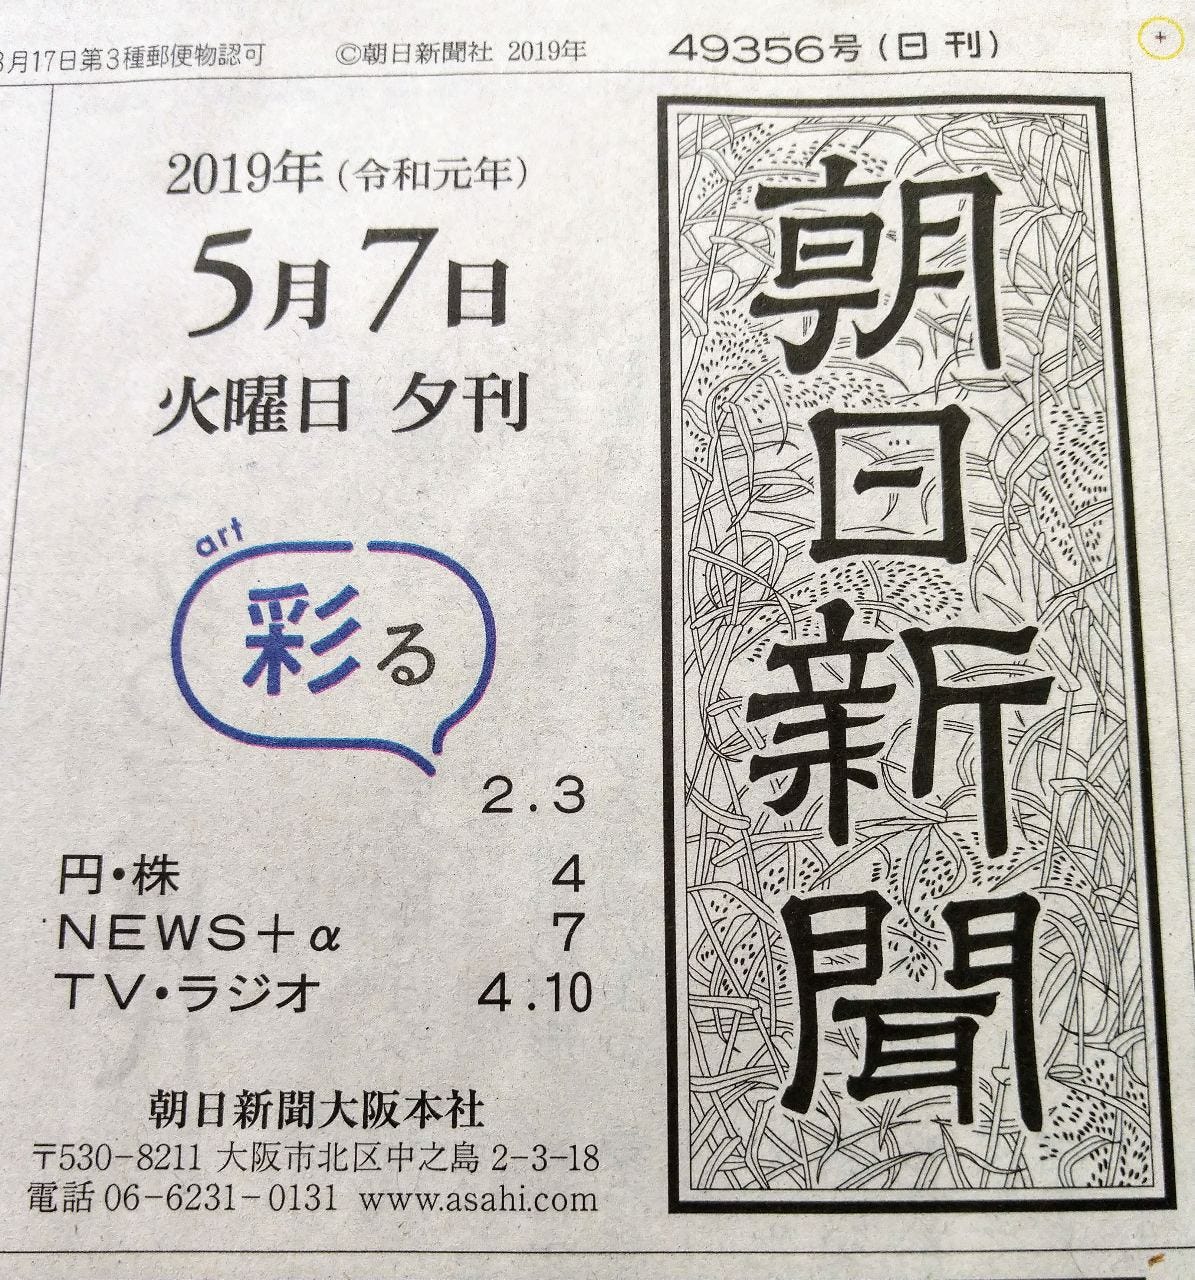 3月17日第3種郵便物認可 ©朝日新聞社 2019年 49356号(日刊)
朝日新聞
2019年(令和元年)
5月7日
火曜日 夕刊
art
彩る
2.3
円・株 4
NEWS+α 7
TV・ラジオ 4.10
朝日新聞大阪本社
〒530-8211 大阪市北区中之島 2-3-18
電話 06-6231-0131 www.asahi.com